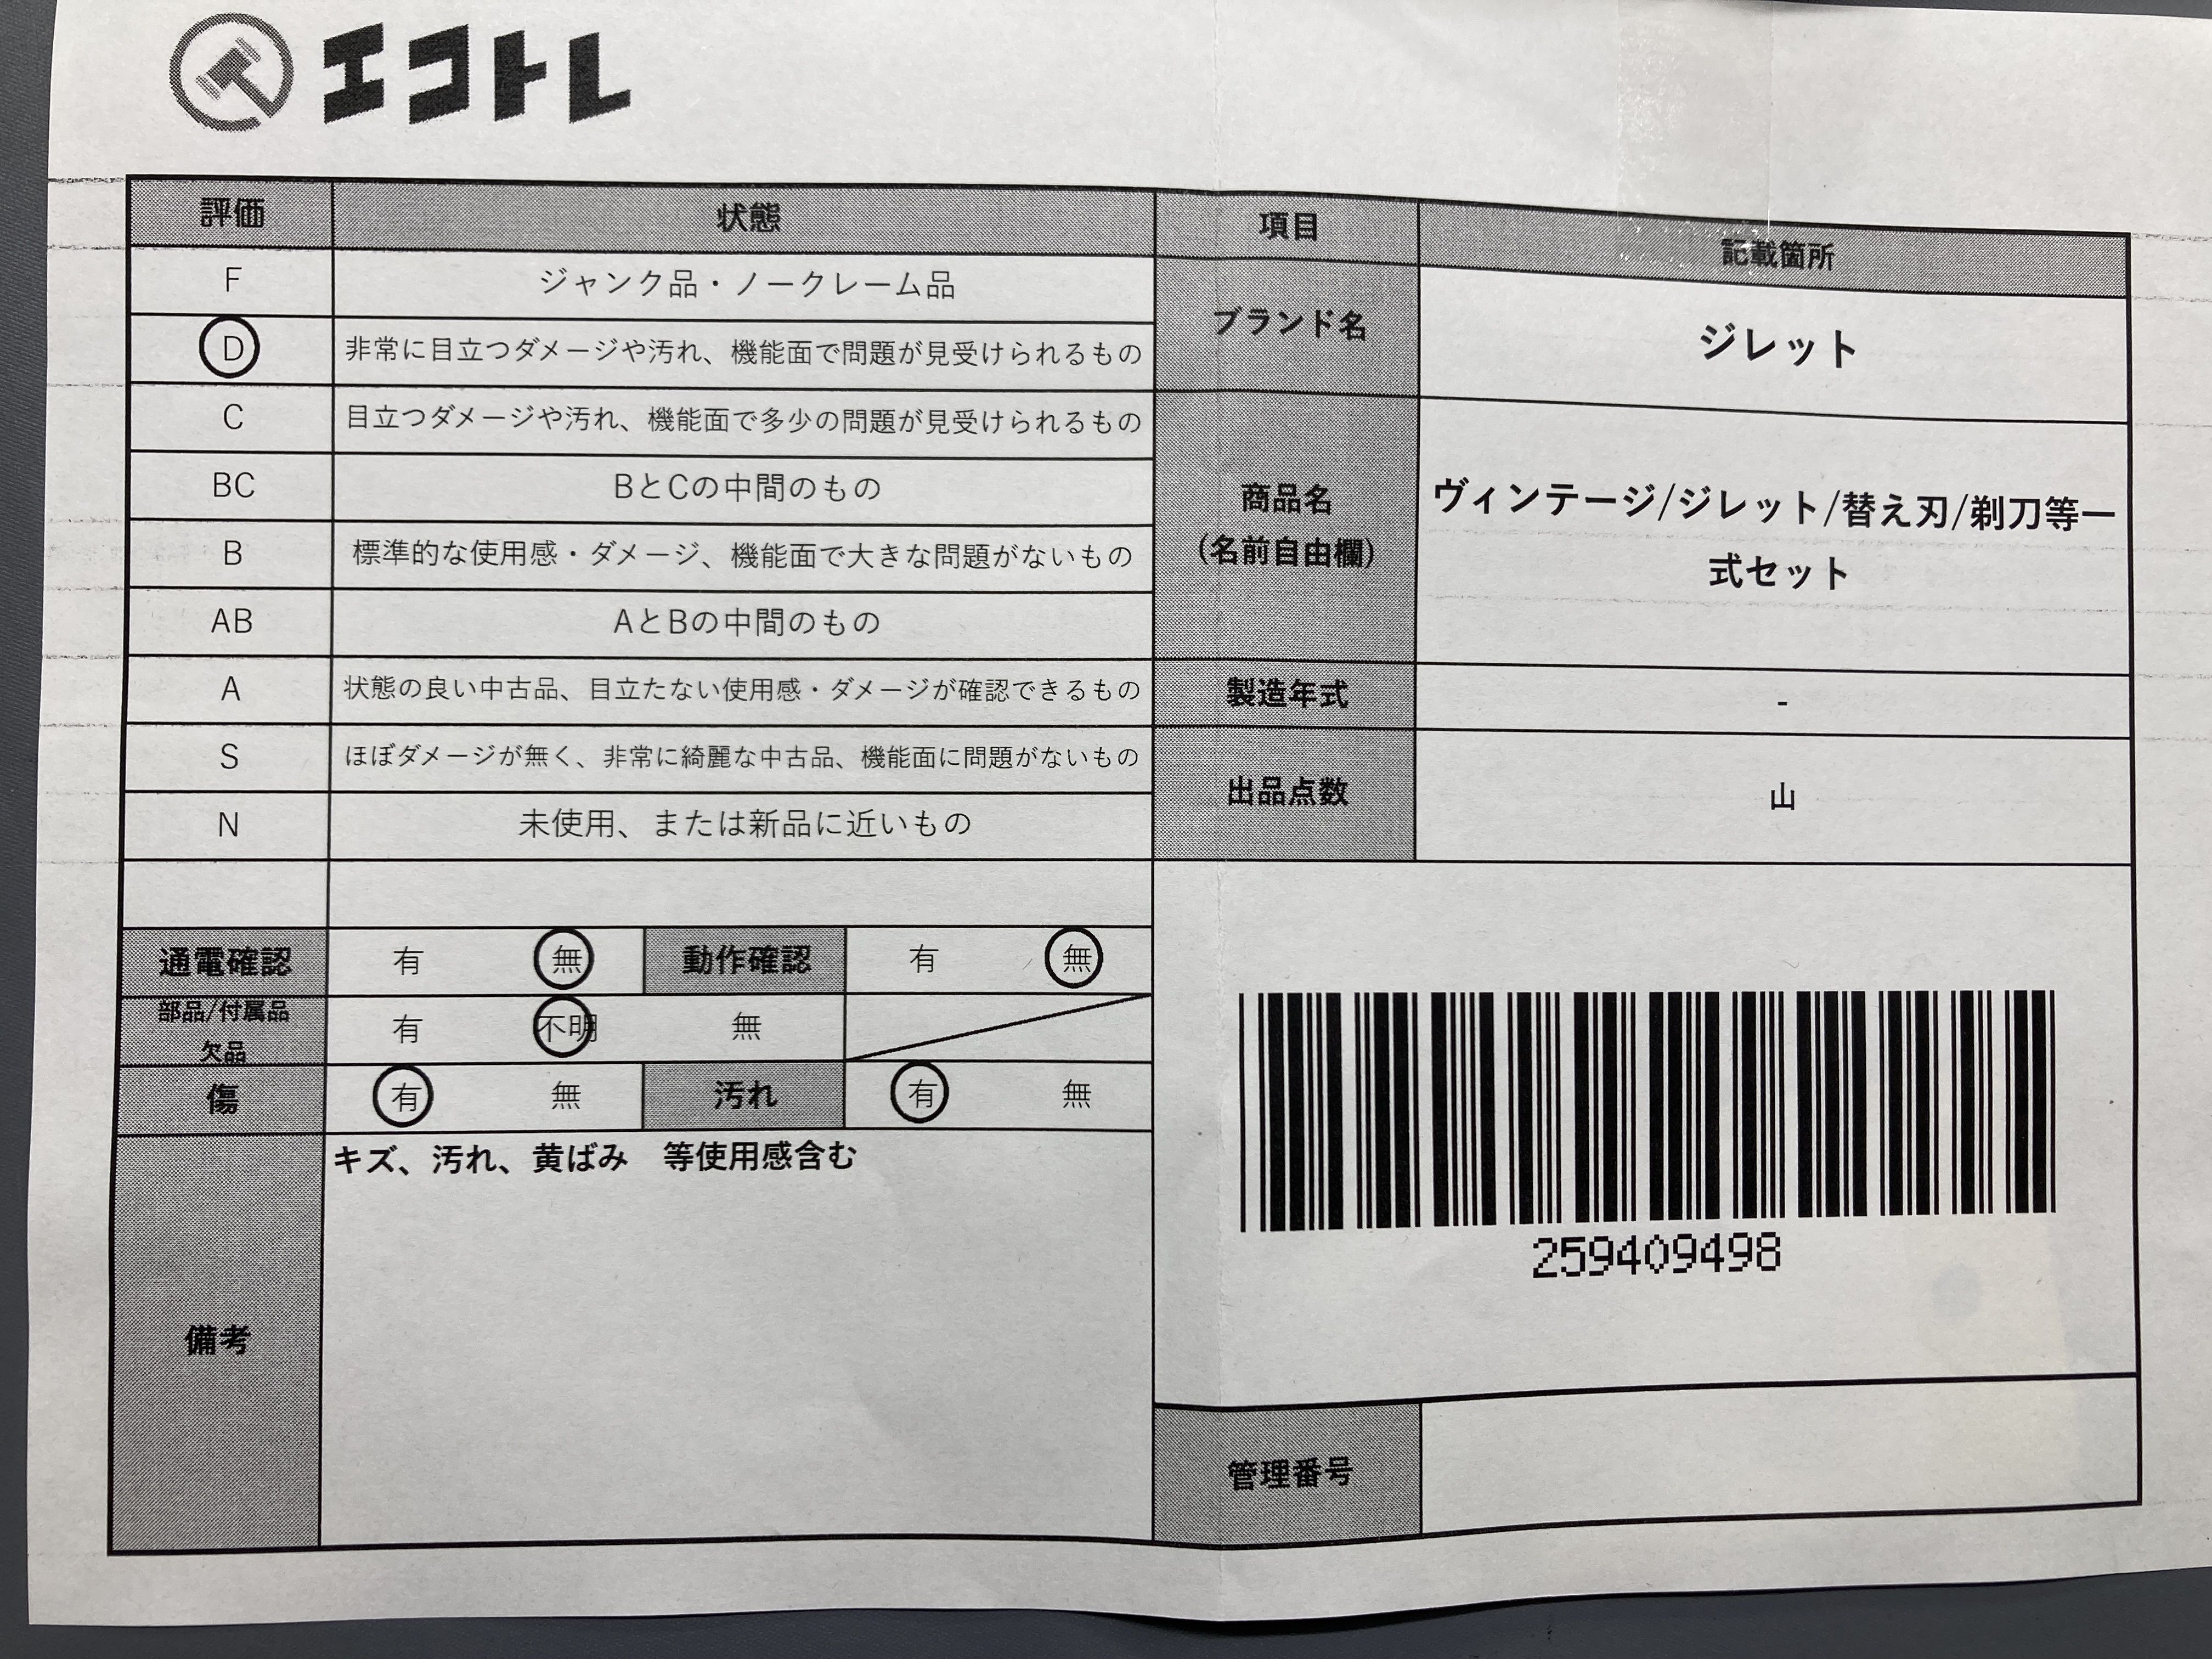 エコトレ
評価 状態
F ジャンク品・ノークレーム品
D 非常に目立つダメージや汚れ、機能面で問題が見受けられるもの
C 目立つダメージや汚れ、機能面で多少の問題が見受けられるもの
BC BとCの中間のもの
B 標準的な使用感・ダメージ、機能面で大きな問題がないもの
AB AとBの中間のもの
A 状態の良い中古品、目立たない使用感・ダメージが確認できるもの
S ほぼダメージが無く、非常に綺麗な中古品、機能面に問題がないもの
N 未使用、または新品に近いもの
通電確認 有 無 動作確認 有 無
部品/付属品
欠品 有 不明 無
傷 有 無 汚れ 有 無
備考 キズ、汚れ、黄ばみ 等使用感含む
項目 記載箇所
ブランド名 ジレット
商品名
(名前自由欄)
ヴィンテージ/ジレット/替え刃/剃刀等一
式セット
製造年式 -
出品点数 山
259409498
管理番号